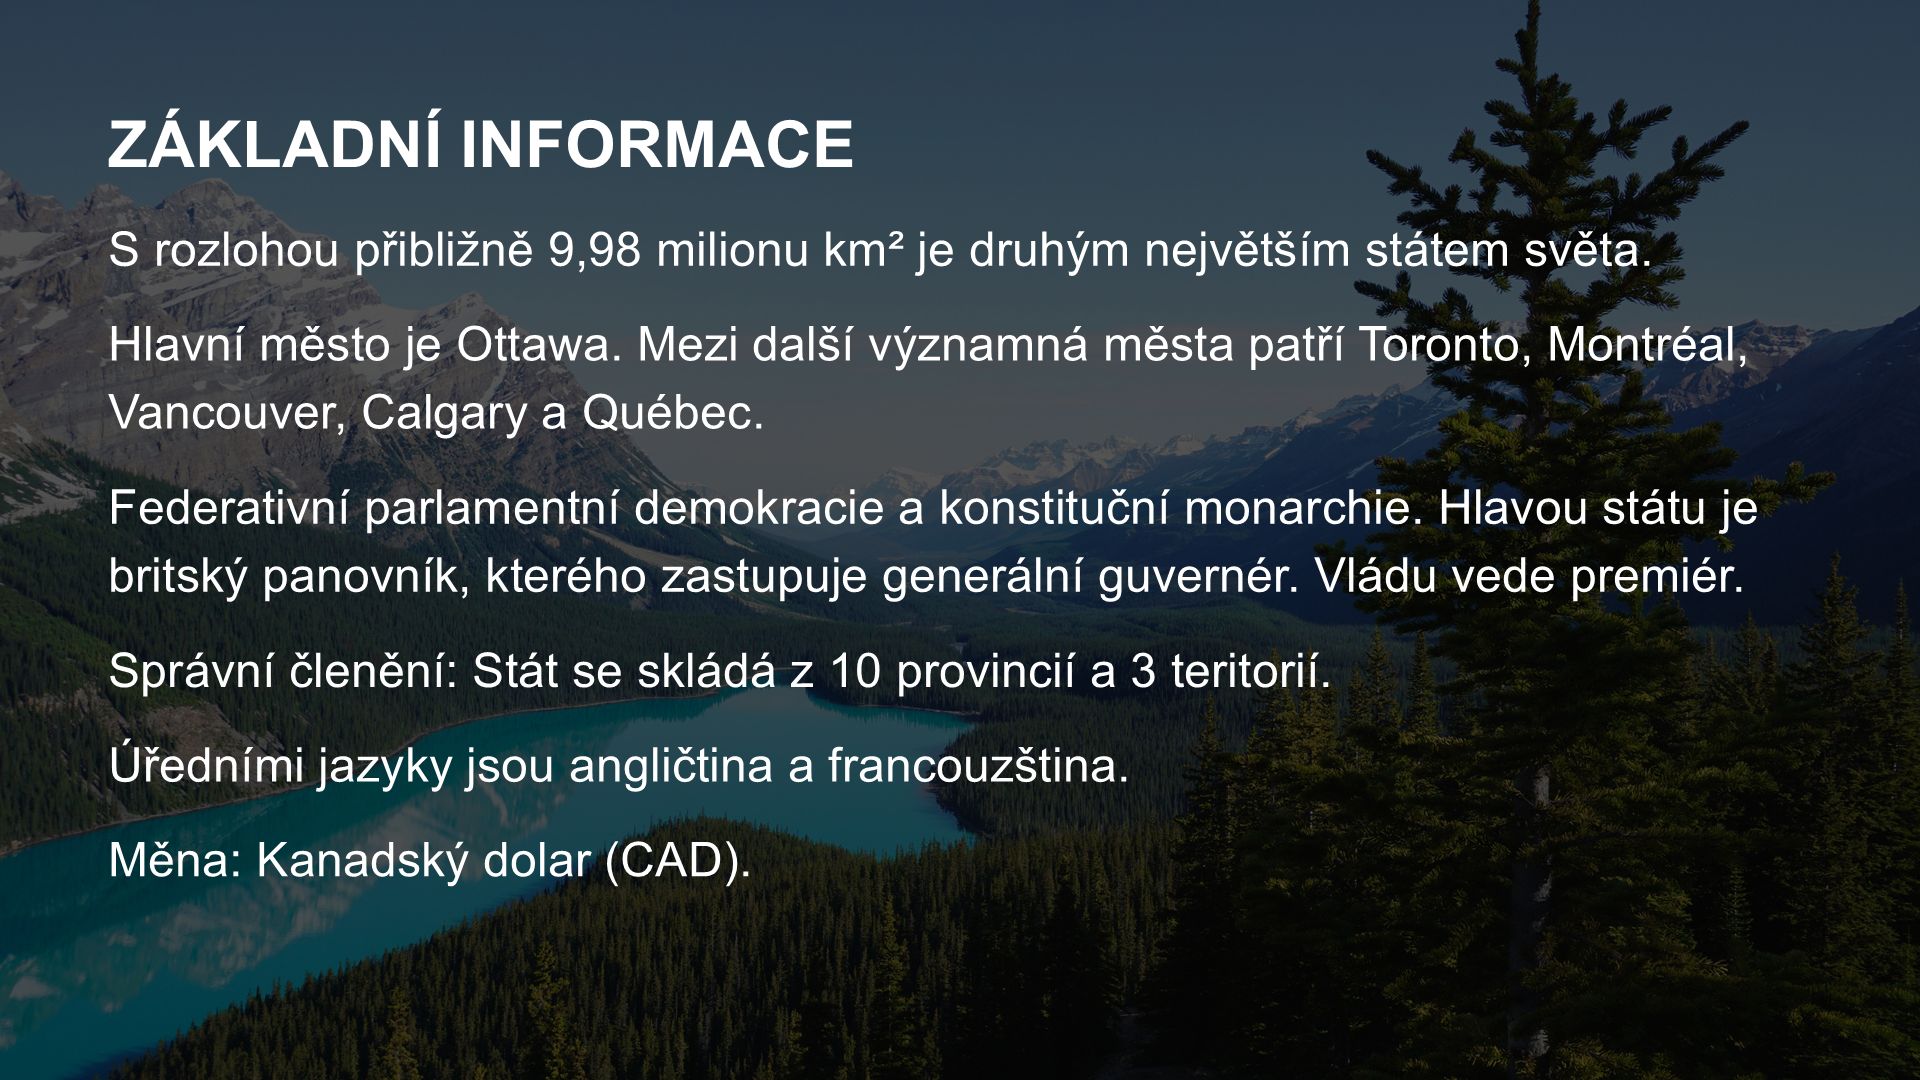 ZÁKLADNÍ INFORMACE
S rozlohou přibližně 9,98 milionu km² je druhým největším státem světa.
Hlavní město je Ottawa. Mezi další významná města patří Toronto, Montréal,
Vancouver, Calgary a Québec.
Federativní parlamentní demokracie a konstituční monarchie. Hlavou státu je
britský panovník, kterého zastupuje generální guvernér. Vládu vede premiér.
Správní členění: Stát se skládá z 10 provincií a 3 teritorií.
Úředními jazyky jsou angličtina a francouzština.
Měna: Kanadský dolar (CAD).